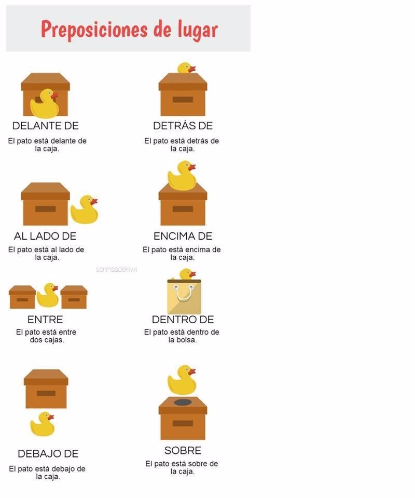 Preposiciones de lugar
DELANTE DE
El pato está delante de
la caja.
DETRÁS DE
El pato está detrás de
la caja.
AL LADO DE
El pato está al lado de
la caja.
ENCIMA DE
El pato está encima de
la caja.
ENTRE
El pato está entre
dos cajas.
DENTRO DE
El pato está dentro de
la bolsa.
DEBAJO DE
El pato está debajo de
la caja.
SOBRE
El pato está sobre de
la caja.